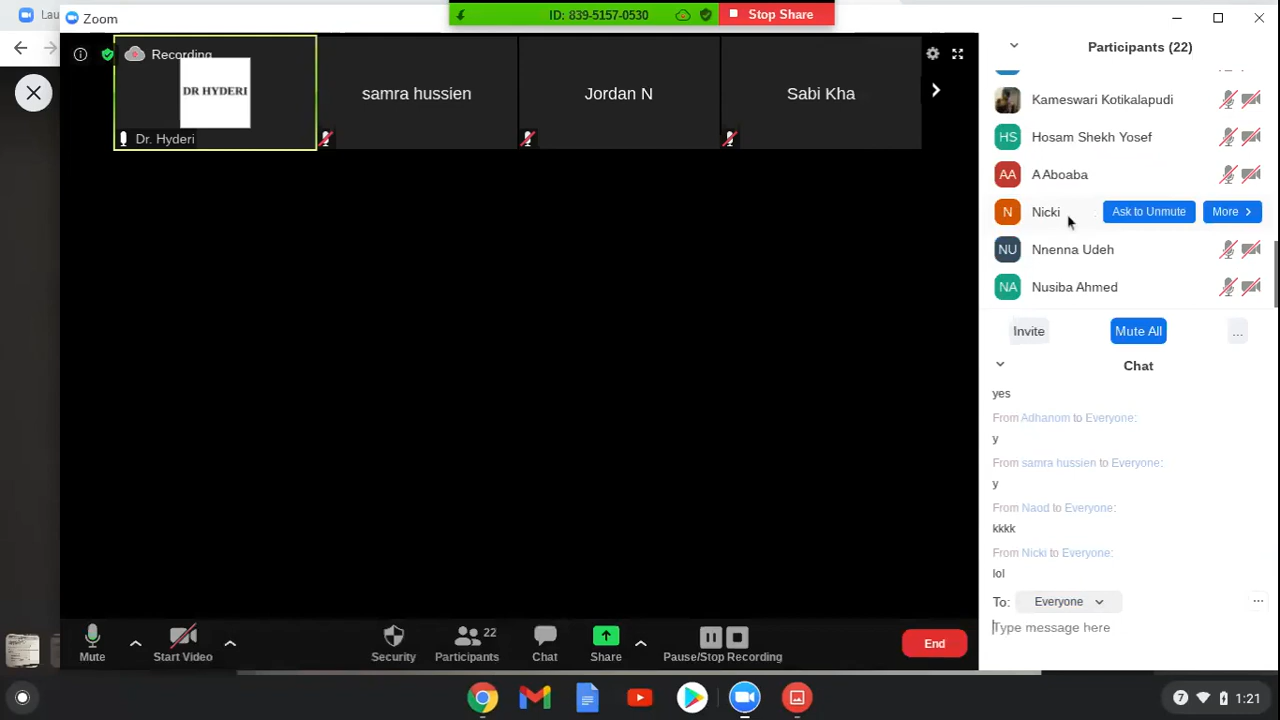 Lau
Zoom
ID: 839-5157-0530
Stop Share
Recording
DR HYDERI
Dr. Hyderi
samra hussien
Jordan N
Sabi Kha
Participants (22)
Kameswari Kotikalapudi
HS Hosam Shekh Yosef
AA A Aboaba
N Nicki Ask to Unmute More
NU Nnenna Udeh
NA Nusiba Ahmed
Invite Mute All ...
Chat
yes
From Adhanom to Everyone:
y
From samra hussien to Everyone:
y
From Naod to Everyone:
kkkk
From Nicki to Everyone:
lol
To: Everyone ...
Type message here
22
Mute Start Video Security Participants Chat Share Pause/Stop Recording End
7 1:21